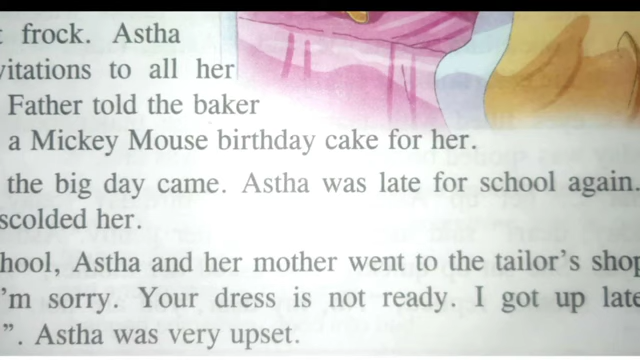 frock. Astha
to all her
Father told the baker
a Mickey Mouse birthday cake for her.
the big day came. Astha was late for school again.
scolded her.
Astha and her mother went to the tailor's shop
'm sorry. Your dress is not ready. I got up late
”. Astha was very upset.